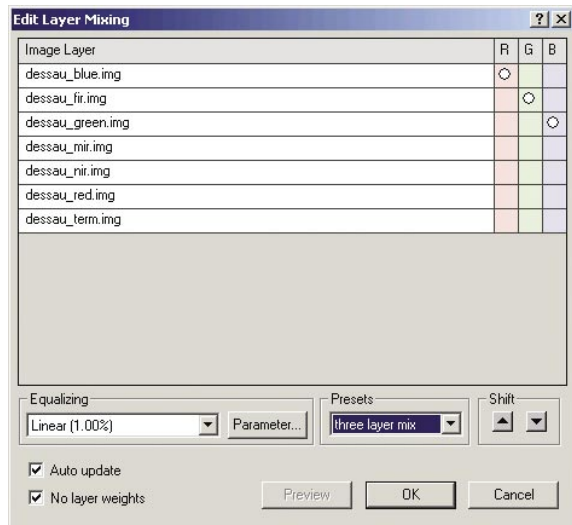 Edit Layer Mixing
Image Layer R G B
dessau_blue.img
dessau_fir.img
dessau_green.img
dessau_mir.img
dessau_nir.img
dessau_red.img
dessau_term.img
Equalizing Presets Shift
Linear (1.00%) Parameter... three layer mix
Auto update
No layer weights Preview OK Cancel